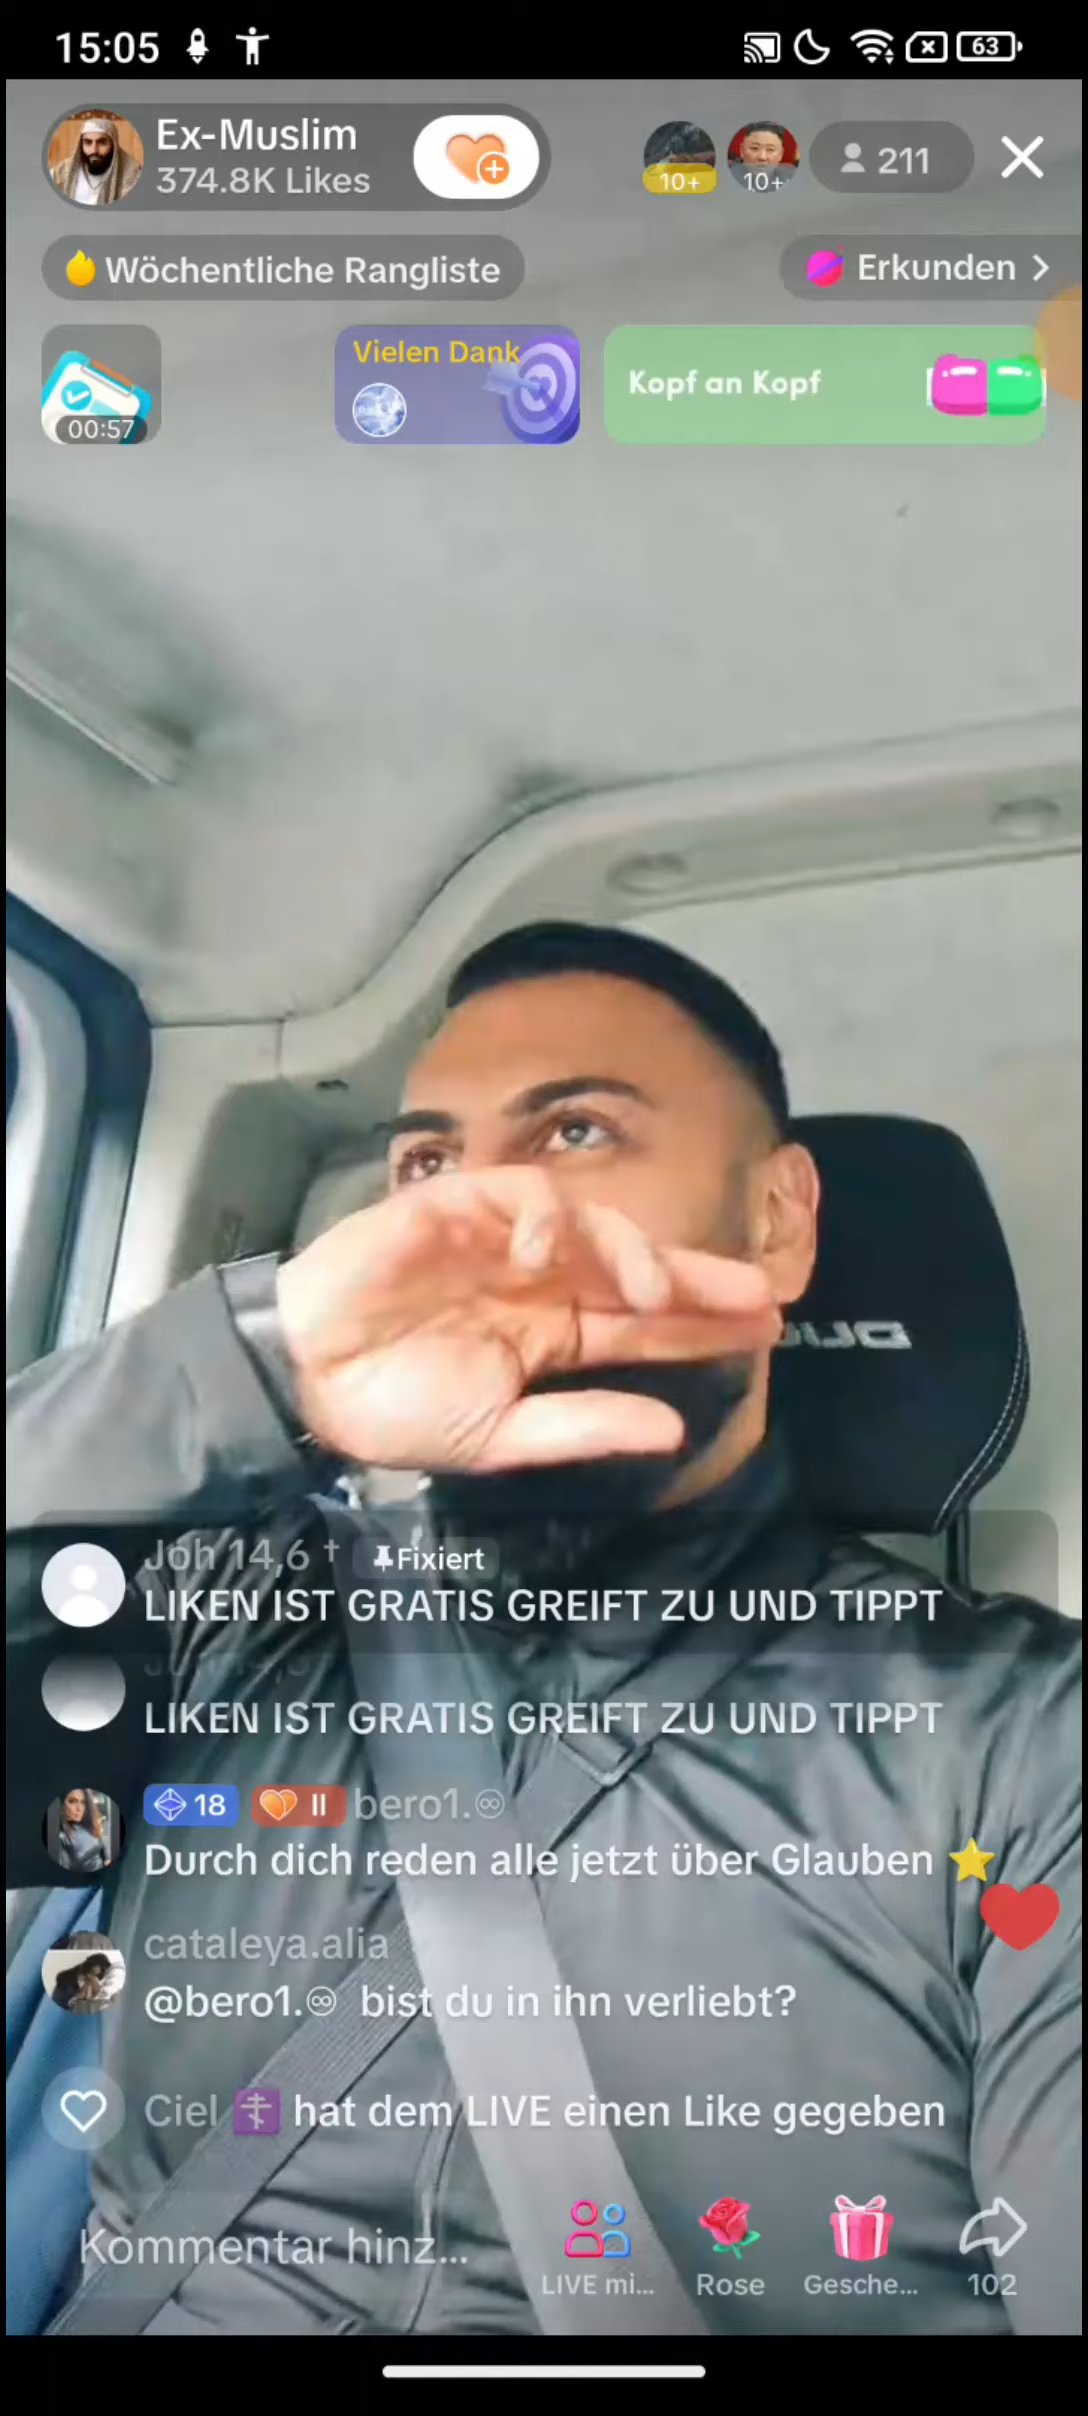 15:05
63
Ex-Muslim
374.8K Likes
10+
10+
211
Wöchentliche Rangliste
Erkunden >
Vielen Dank
Kopf an Kopf
00:57
Joh 14,6 † Fixiert
LIKEN IST GRATIS GREIFT ZU UND TIPPT
LIKEN IST GRATIS GREIFT ZU UND TIPPT
18 II bero1.♾
Durch dich reden alle jetzt über Glauben ⭐
cataleya.alia
@bero1.♾ bist du in ihn verliebt?
Ciel ☦ hat dem LIVE einen Like gegeben
Kommentar hinz...
LIVE mi...
Rose
Gesche...
102